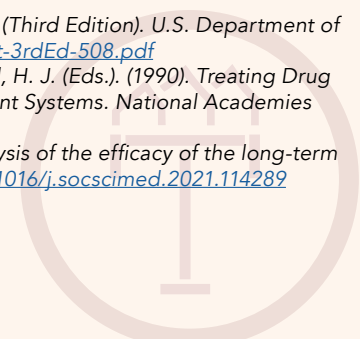 (Third Edition). U.S. Department of
t-3rdEd-508.pdf
, H. J. (Eds.). (1990). Treating Drug
nt Systems. National Academies
ysis of the efficacy of the long-term
1016/j.socscimed.2021.114289